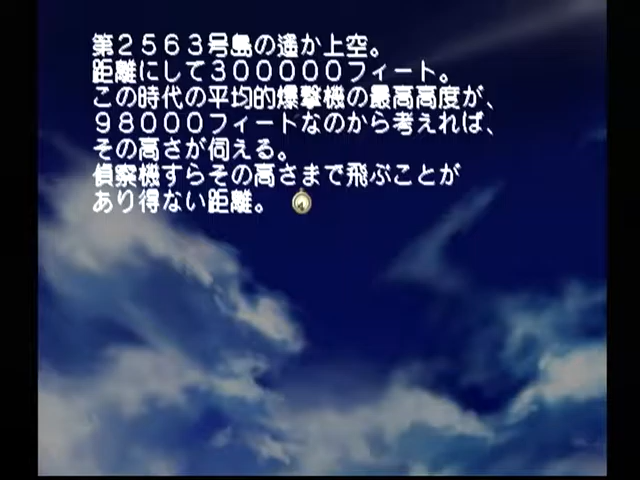 第２５６３号島の遥か上空。
距離にして３０００００フィート。
この時代の平均的爆撃機の最高高度が、
９８０００フィートなのから考えれば、
その高さが伺える。
偵察機すらその高さまで飛ぶことが
あり得ない距離。